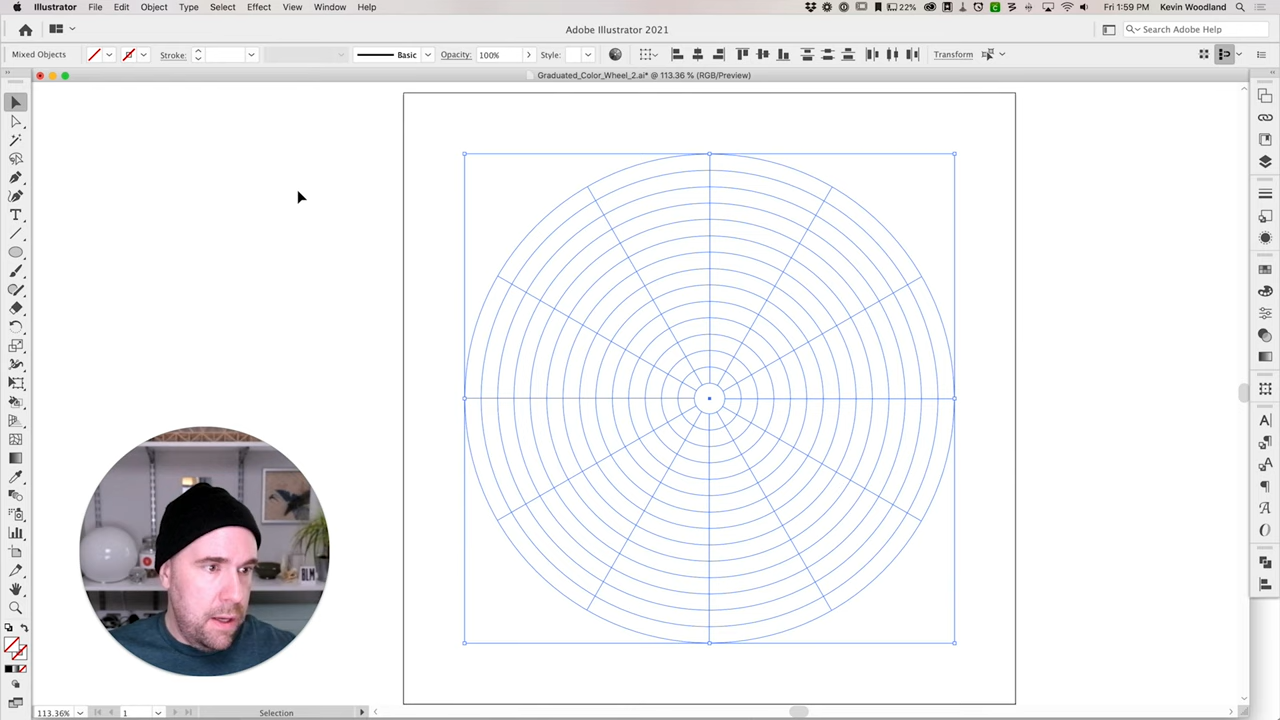 Illustrator File Edit Object Type Select Effect View Window Help
22% Fri 1:59 PM Kevin Woodland
Adobe Illustrator 2021
Search Adobe Help
Mixed Objects Stroke: Basic Opacity: 100% Style: Transform
Graduated_Color_Wheel_2.ai* @ 113.36 % (RGB/Preview)
BLM
113.36% 1 Selection